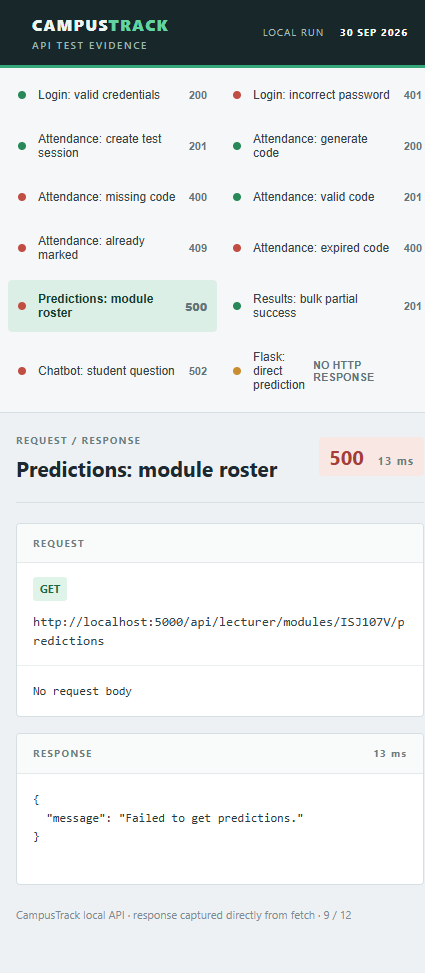 CAMPUSTRACK
API TEST EVIDENCE
LOCAL RUN 30 SEP 2026
Login: valid credentials 200
Login: incorrect password 401
Attendance: create test
session 201
Attendance: generate
code 200
Attendance: missing code 400
Attendance: valid code 201
Attendance: already
marked 409
Attendance: expired code 400
Predictions: module
roster 500
Results: bulk partial
success 201
Chatbot: student question 502
Flask:
direct
prediction
NO HTTP
RESPONSE
REQUEST / RESPONSE
Predictions: module roster
500 13 ms
REQUEST
GET
http://localhost:5000/api/lecturer/modules/ISJ107V/p
redictions
No request body
RESPONSE 13 ms
{
"message": "Failed to get predictions."
}
CampusTrack local API · response captured directly from fetch · 9 / 12